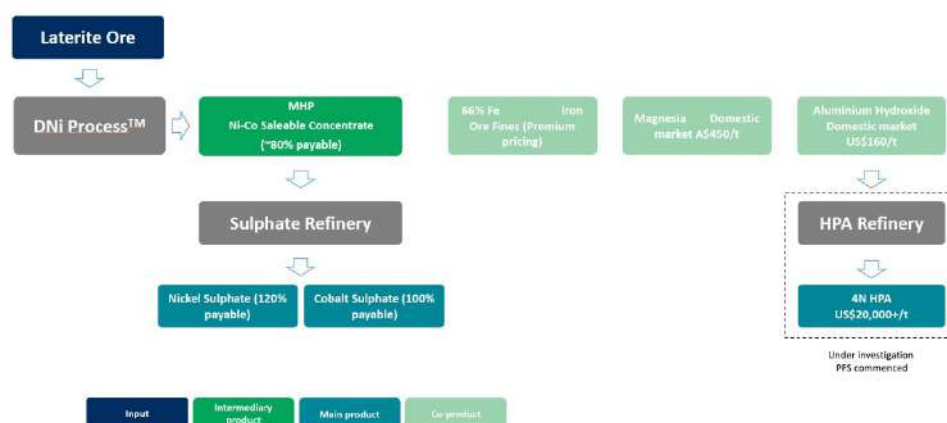 Laterite Ore
DNi Process™
MHP
Ni-Co Saleable Concentrate
(~80% payable)
66% Fe Iron
Ore Fines (Premium
pricing)
Magnesia Domestic
market A$450/t
Aluminium Hydroxide
Domestic market
US$160/t
Sulphate Refinery
HPA Refinery
Nickel Sulphate (120%
payable)
Cobalt Sulphate (100%
payable)
4N HPA
US$20,000+/t
Under investigation
PFS commenced
Input
Intermediary
product
Main product
Co product